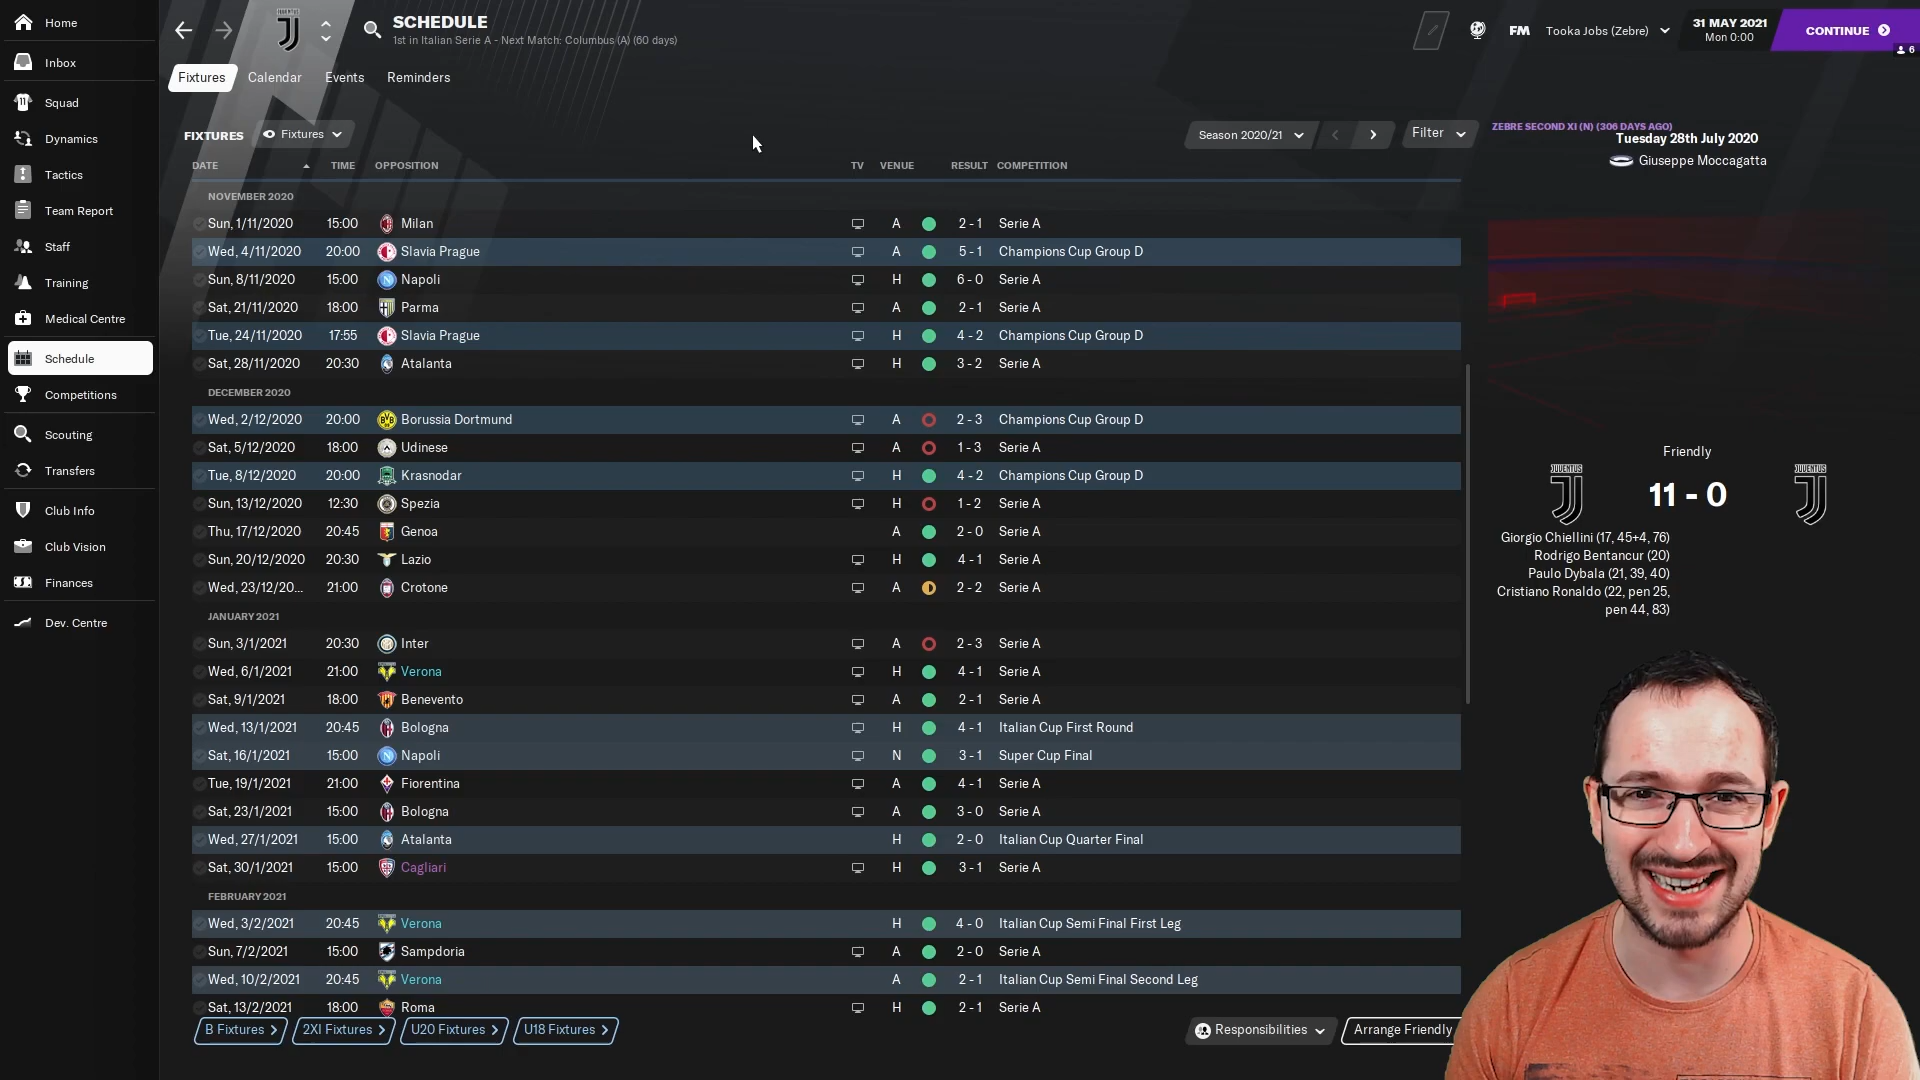 Home
Inbox
Squad
Dynamics
Tactics
Team Report
Staff
Training
Medical Centre
Schedule
Competitions
Scouting
Transfers
Club Info
Club Vision
Finances
Dev. Centre
SCHEDULE
1st in Italian Serie A - Next Match: Columbus (A) (60 days)
FM
Tooka Jobs (Zebre)
31 MAY 2021
Mon 0:00
CONTINUE
6
Fixtures Calendar Events Reminders
FIXTURES Fixtures Season 2020/21 Filter
DATE TIME OPPOSITION TV VENUE RESULT COMPETITION
NOVEMBER 2020
Sun, 1/11/2020 15:00 Milan A 2 - 1 Serie A
Wed, 4/11/2020 20:00 Slavia Prague A 5 - 1 Champions Cup Group D
Sun, 8/11/2020 15:00 Napoli H 6 - 0 Serie A
Sat, 21/11/2020 18:00 Parma A 2 - 1 Serie A
Tue, 24/11/2020 17:55 Slavia Prague H 4 - 2 Champions Cup Group D
Sat, 28/11/2020 20:30 Atalanta H 3 - 2 Serie A
DECEMBER 2020
Wed, 2/12/2020 20:00 Borussia Dortmund A 2 - 3 Champions Cup Group D
Sat, 5/12/2020 18:00 Udinese A 1 - 3 Serie A
Tue, 8/12/2020 20:00 Krasnodar H 4 - 2 Champions Cup Group D
Sun, 13/12/2020 12:30 Spezia H 1 - 2 Serie A
Thu, 17/12/2020 20:45 Genoa A 2 - 0 Serie A
Sun, 20/12/2020 20:30 Lazio H 4 - 1 Serie A
Wed, 23/12/20... 21:00 Crotone A 2 - 2 Serie A
JANUARY 2021
Sun, 3/1/2021 20:30 Inter A 2 - 3 Serie A
Wed, 6/1/2021 21:00 Verona H 4 - 1 Serie A
Sat, 9/1/2021 18:00 Benevento A 2 - 1 Serie A
Wed, 13/1/2021 20:45 Bologna H 4 - 1 Italian Cup First Round
Sat, 16/1/2021 15:00 Napoli N 3 - 1 Super Cup Final
Tue, 19/1/2021 21:00 Fiorentina A 4 - 1 Serie A
Sat, 23/1/2021 15:00 Bologna A 3 - 0 Serie A
Wed, 27/1/2021 15:00 Atalanta H 2 - 0 Italian Cup Quarter Final
Sat, 30/1/2021 15:00 Cagliari H 3 - 1 Serie A
FEBRUARY 2021
Wed, 3/2/2021 20:45 Verona H 4 - 0 Italian Cup Semi Final First Leg
Sun, 7/2/2021 15:00 Sampdoria A 2 - 0 Serie A
Wed, 10/2/2021 20:45 Verona A 2 - 1 Italian Cup Semi Final Second Leg
Sat, 13/2/2021 18:00 Roma H 2 - 1 Serie A
B Fixtures 2XI Fixtures U20 Fixtures U18 Fixtures Responsibilities Arrange Friendly
ZEBRE SECOND XI (N) (306 DAYS AGO)
Tuesday 28th July 2020
Giuseppe Moccagatta
Friendly
JUVENTUS JUVENTUS
11 - 0
Giorgio Chiellini (17, 45+4, 76)
Rodrigo Bentancur (20)
Paulo Dybala (21, 39, 40)
Cristiano Ronaldo (22, pen 25,
pen 44, 83)